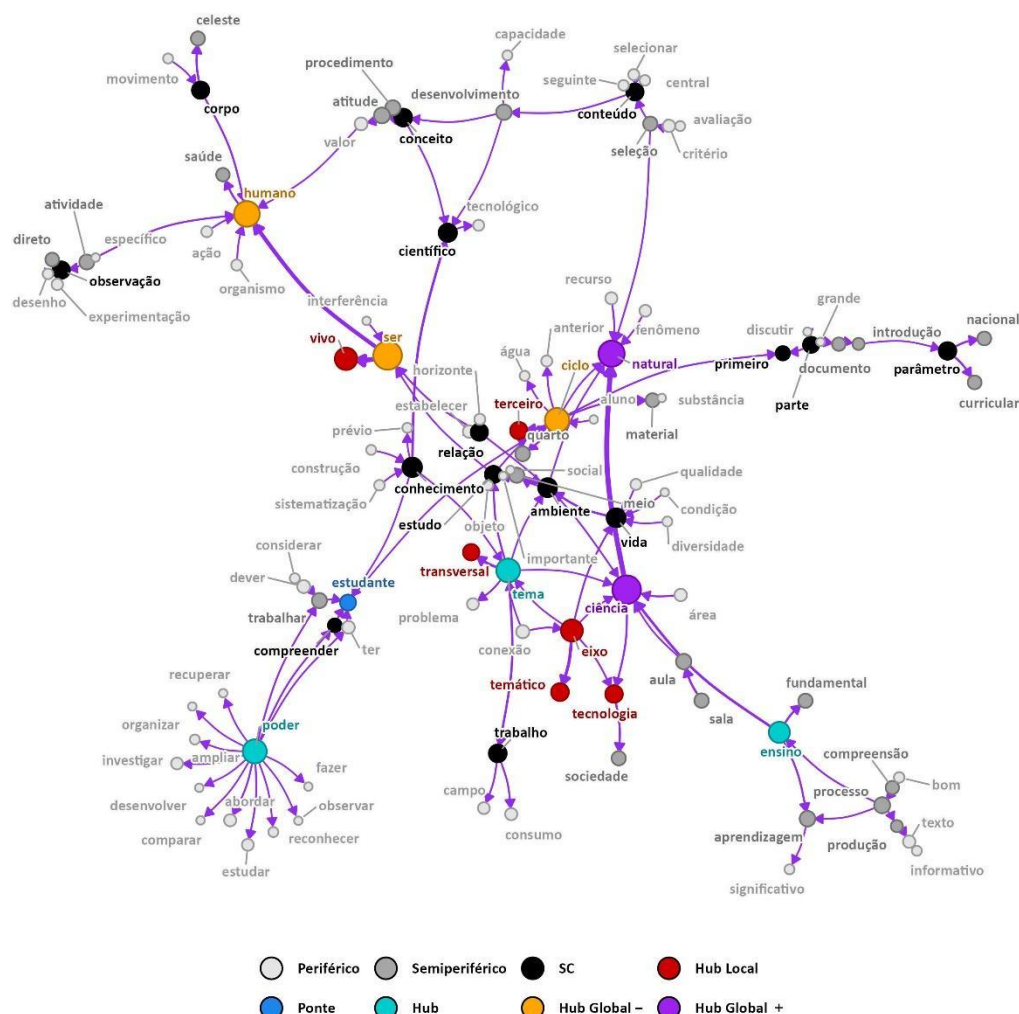 celeste
capacidade
selecionar
procedimento
seguinte
central
movimento
atitude
desenvolvimento
corpo
conceito
conteúdo
avaliação
valor
seleção
critério
saúde
humano
tecnológico
atividade
direto
específico
científico
ação
recurso
observação
organismo
grande
nacional
desenho
experimentação
interferência
anterior
fenômeno
discutir
introdução
vivo
ser
água
ciclo
natural
primeiro
documento
parâmetro
horizonte
estabelecer
terceiro
aluno
substância
parte
curricular
prévio
quarto
material
relação
construção
social
qualidade
conhecimento
sistematização
meio
condição
estudo
objeto
ambiente
vida
diversidade
considerar
importante
dever
estudante
transversal
tema
ciência
trabalhar
problema
área
compreender
ter
conexão
eixo
recuperar
temático
aula
fundamental
organizar
poder
tecnologia
sala
trabalho
ensino
investigar
ampliar
fazer
sociedade
compreensão
desenvolver
abordar
observar
campo
processo
bom
comparar
reconhecer
consumo
aprendizagem
produção
texto
estudar
informativo
significativo
Periférico Semiperiférico SC Hub Local
Ponte Hub Hub Global – Hub Global +